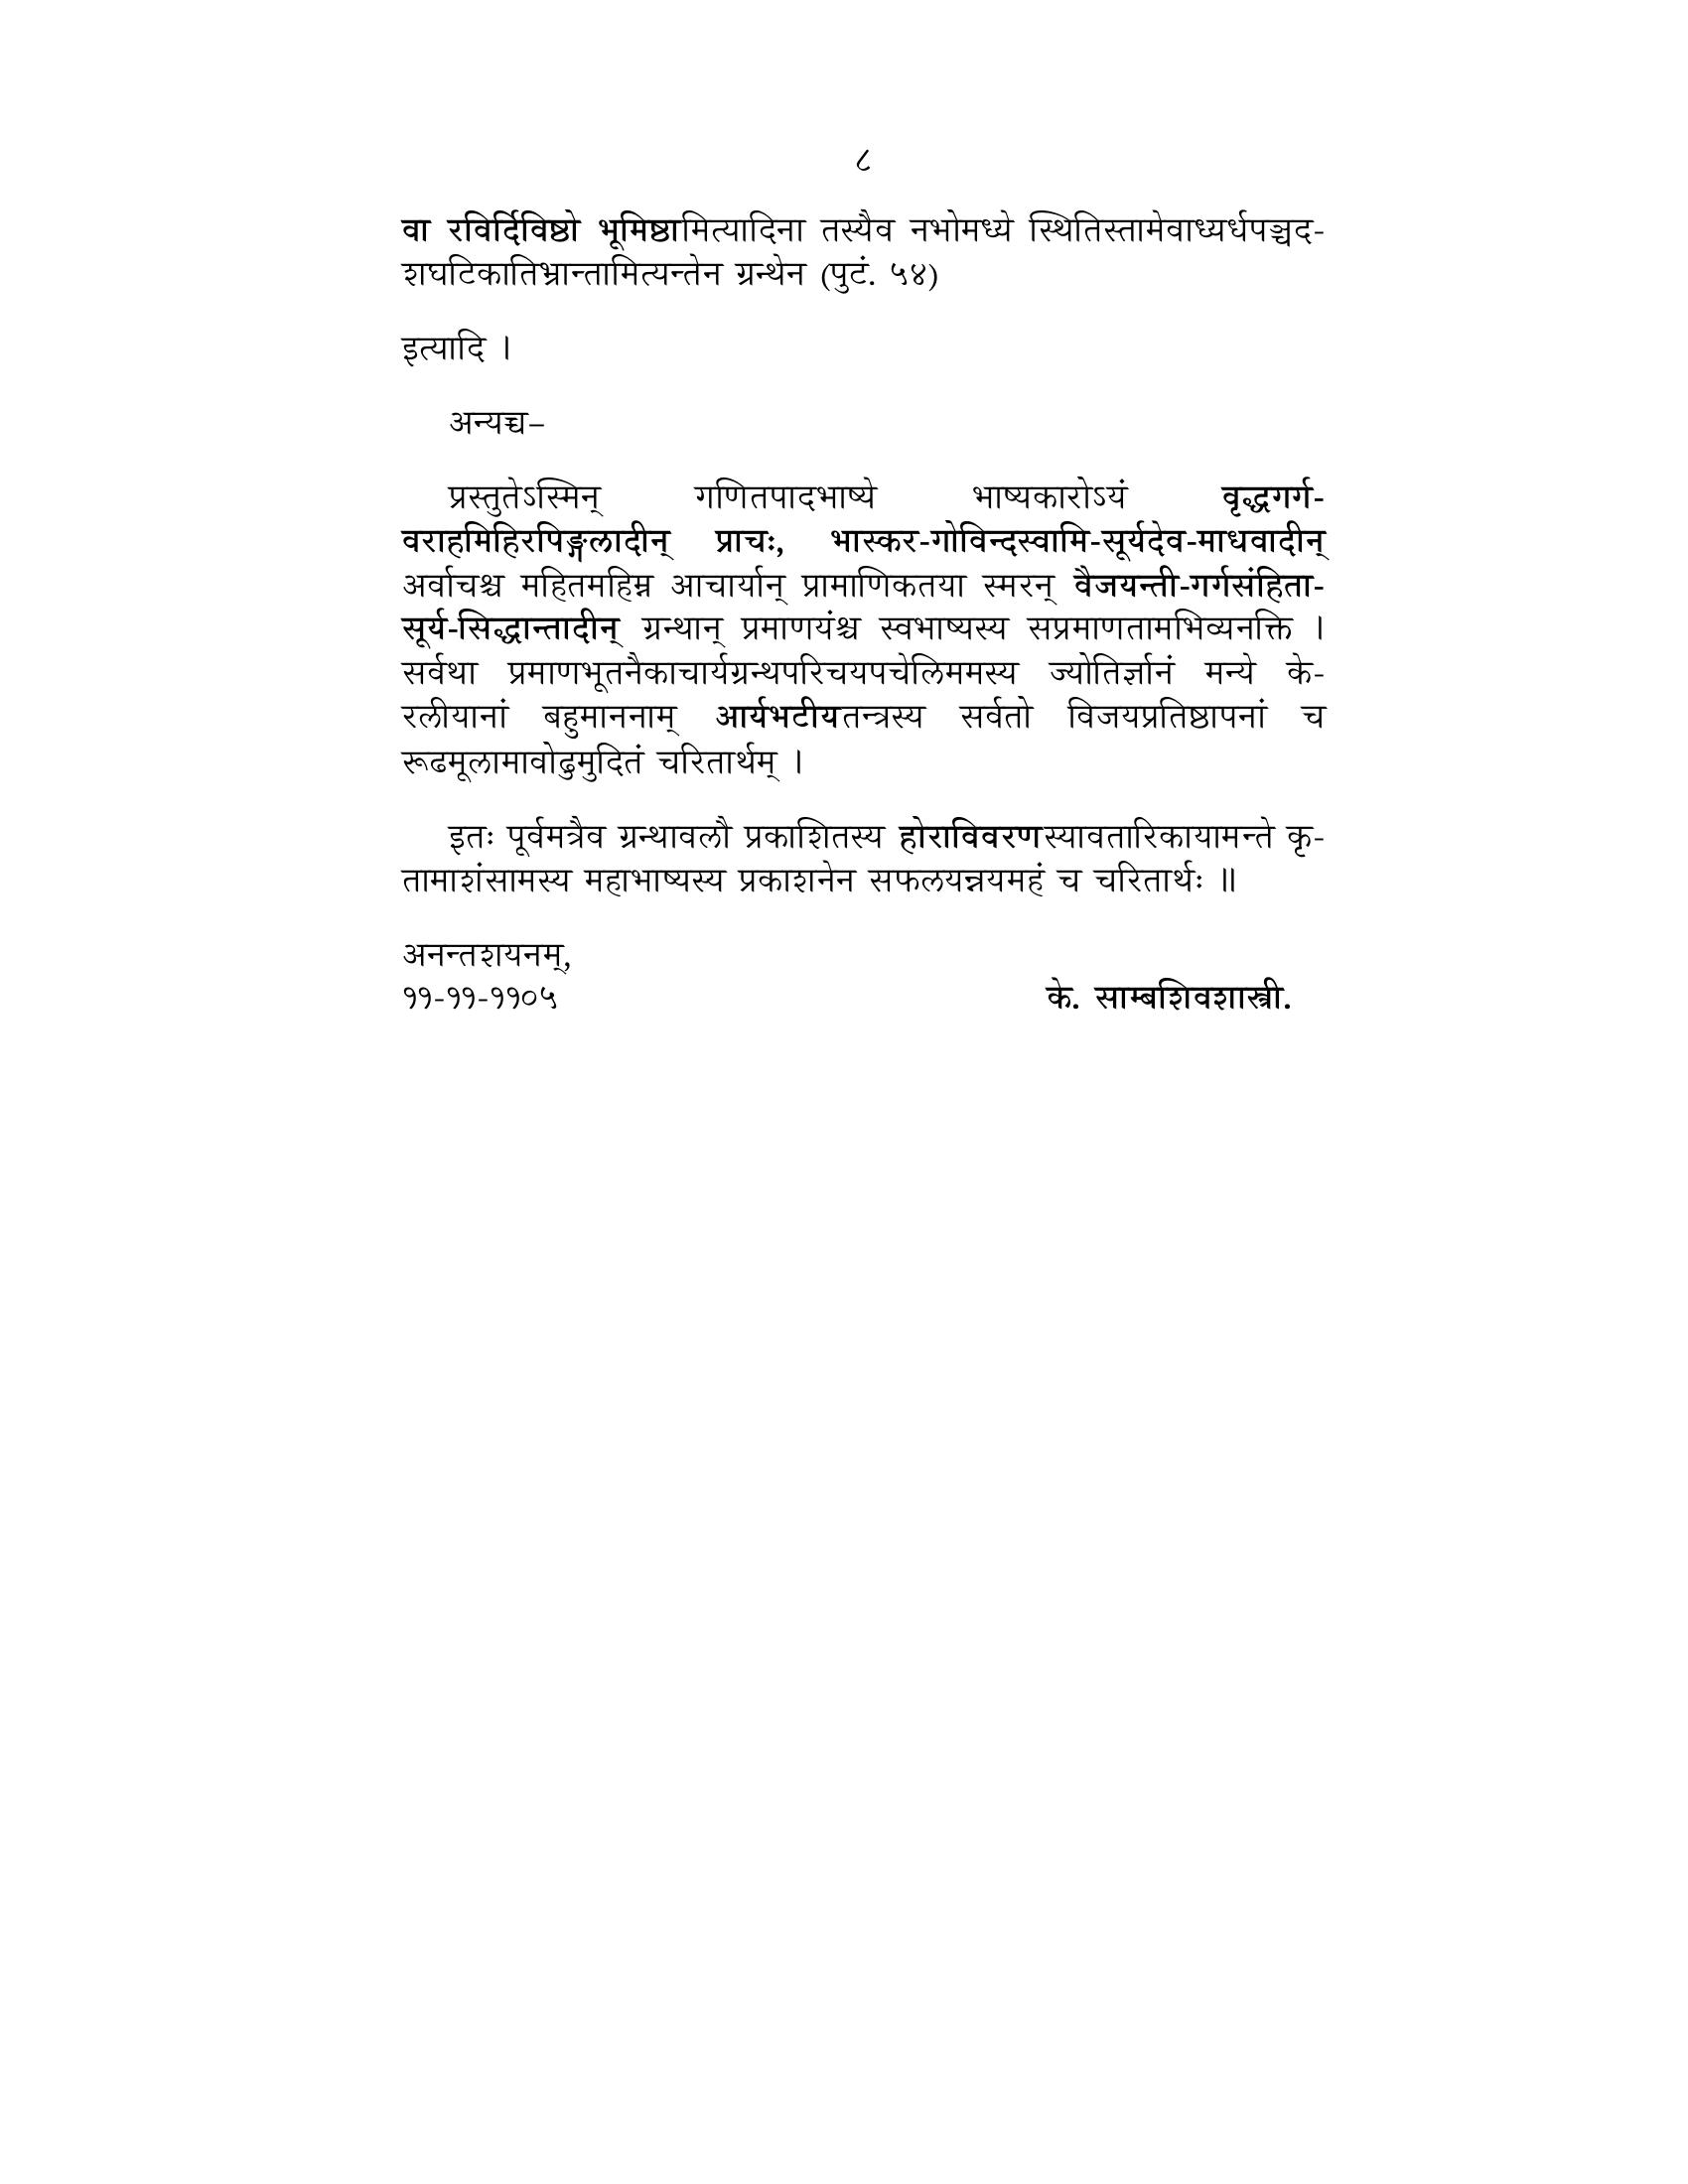 ८
वा रविर्दिविष्ठो भूमिष्ठामित्यादिना तस्यैव नभोमध्ये स्थितिस्तामेवाध्यर्धपञ्चद-
शघटिकातिभ्रान्तामित्यन्तेन ग्रन्थेन (पुटं. ५४)
इत्यादि ।
अन्यच्च–
प्रस्तुतेऽस्मिन् गणितपादभाष्ये भाष्यकारोऽयं वृद्धगर्ग-
वराहमिहिरपिङ्गलादीन् प्राचः, भास्कर-गोविन्दस्वामि-सूर्यदेव-माधवादीन्
अर्वाचश्च महितमहिम्न आचार्यान् प्रामाणिकतया स्मरन् वैजयन्ती-गर्गसंहिता-
सूर्य-सिद्धान्तादीन् ग्रन्थान् प्रमाणयंश्च स्वभाष्यस्य सप्रमाणतामभिव्यनक्ति ।
सर्वथा प्रमाणभूतनैकाचार्यग्रन्थपरिचयपचेलिममस्य ज्योतिर्ज्ञानं मन्ये के-
रलीयानां बहुमाननाम् आर्यभटीयतन्त्रस्य सर्वतो विजयप्रतिष्ठापनां च
रूढमूलामावोढुमुदितं चरितार्थम् ।
इतः पूर्वमत्रैव ग्रन्थावलौ प्रकाशितस्य होराविवरणस्यावतारिकायामन्ते कृ-
तामाशंसामस्य महाभाष्यस्य प्रकाशनेन सफलयन्नयमहं च चरितार्थः ॥
अनन्तशयनम्,
११-११-११०५ के. साम्बशिवशास्त्री.